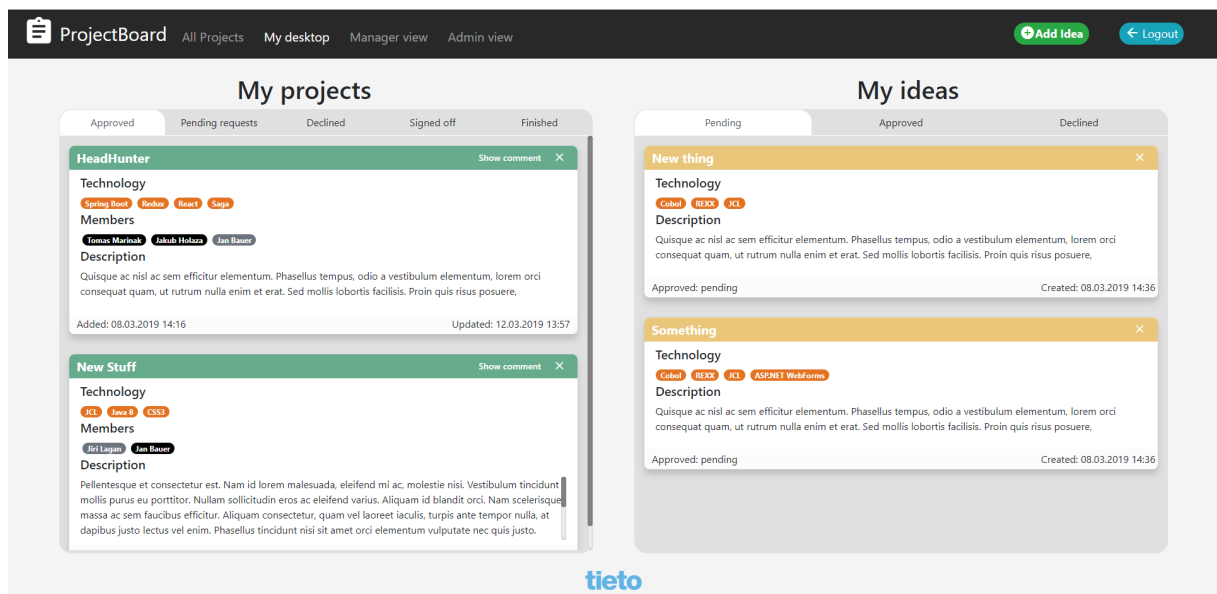 ProjectBoard All Projects My desktop Manager view Admin view Add Idea Logout
My projects
Approved Pending requests Declined Signed off Finished
HeadHunter Show comment ×
Technology
Spring Boot Redux React Saga
Members
Tomas Marinak Jakub Holaza Jan Bauer
Description
Quisque ac nisl ac sem efficitur elementum. Phasellus tempus, odio a vestibulum elementum, lorem orci
consequat quam, ut rutrum nulla enim et erat. Sed mollis lobortis facilisis. Proin quis risus posuere,
Added: 08.03.2019 14:16 Updated: 12.03.2019 13:57
New Stuff Show comment ×
Technology
JCL Java 8 CSS3
Members
Jiri Lagan Jan Bauer
Description
Pellentesque et consectetur est. Nam id lorem malesuada, eleifend mi ac, molestie nisi. Vestibulum tincidunt
mollis purus eu porttitor. Nullam sollicitudin eros ac eleifend varius. Aliquam id blandit orci. Nam scelerisque
massa ac sem faucibus efficitur. Aliquam consectetur, quam vel laoreet iaculis, turpis ante tempor nulla, at
dapibus justo lectus vel enim. Phasellus tincidunt nisi sit amet orci elementum vulputate nec quis justo.
My ideas
Pending Approved Declined
New thing ×
Technology
Cobol REXX JCL
Description
Quisque ac nisl ac sem efficitur elementum. Phasellus tempus, odio a vestibulum elementum, lorem orci
consequat quam, ut rutrum nulla enim et erat. Sed mollis lobortis facilisis. Proin quis risus posuere,
Approved: pending Created: 08.03.2019 14:36
Something ×
Technology
Cobol REXX JCL ASP.NET WebForms
Description
Quisque ac nisl ac sem efficitur elementum. Phasellus tempus, odio a vestibulum elementum, lorem orci
consequat quam, ut rutrum nulla enim et erat. Sed mollis lobortis facilisis. Proin quis risus posuere,
Approved: pending Created: 08.03.2019 14:36
tieto